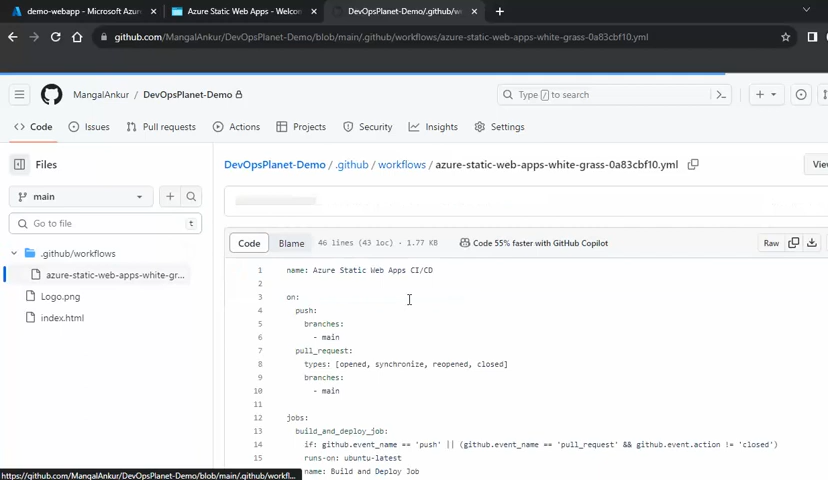 demo-webapp - Microsoft Azur
Azure Static Web Apps - Welcom
DevOpsPlanet-Demo/.github/w
github.com/MangalAnkur/DevOpsPlanet-Demo/blob/main/.github/workflows/azure-static-web-apps-white-grass-0a83cbf10.yml
MangalAnkur / DevOpsPlanet-Demo
Type / to search
Code
Issues
Pull requests
Actions
Projects
Security
Insights
Settings
Files
DevOpsPlanet-Demo / .github / workflows / azure-static-web-apps-white-grass-0a83cbf10.yml
View
main
Go to file
t
.github/workflows
azure-static-web-apps-white-gr...
Logo.png
index.html
Code
Blame
46 lines (43 loc) · 1.77 KB
Code 55% faster with GitHub Copilot
Raw
1 name: Azure Static Web Apps CI/CD
2
3 on:
4 push:
5 branches:
6 - main
7 pull_request:
8 types: [opened, synchronize, reopened, closed]
9 branches:
10 - main
11
12 jobs:
13 build_and_deploy_job:
14 if: github.event_name == 'push' || (github.event_name == 'pull_request' && github.event.action != 'closed')
15 runs-on: ubuntu-latest
name: Build and Deploy Job
https://github.com/MangalAnkur/DevOpsPlanet-Demo/blob/main/.github/workfl...